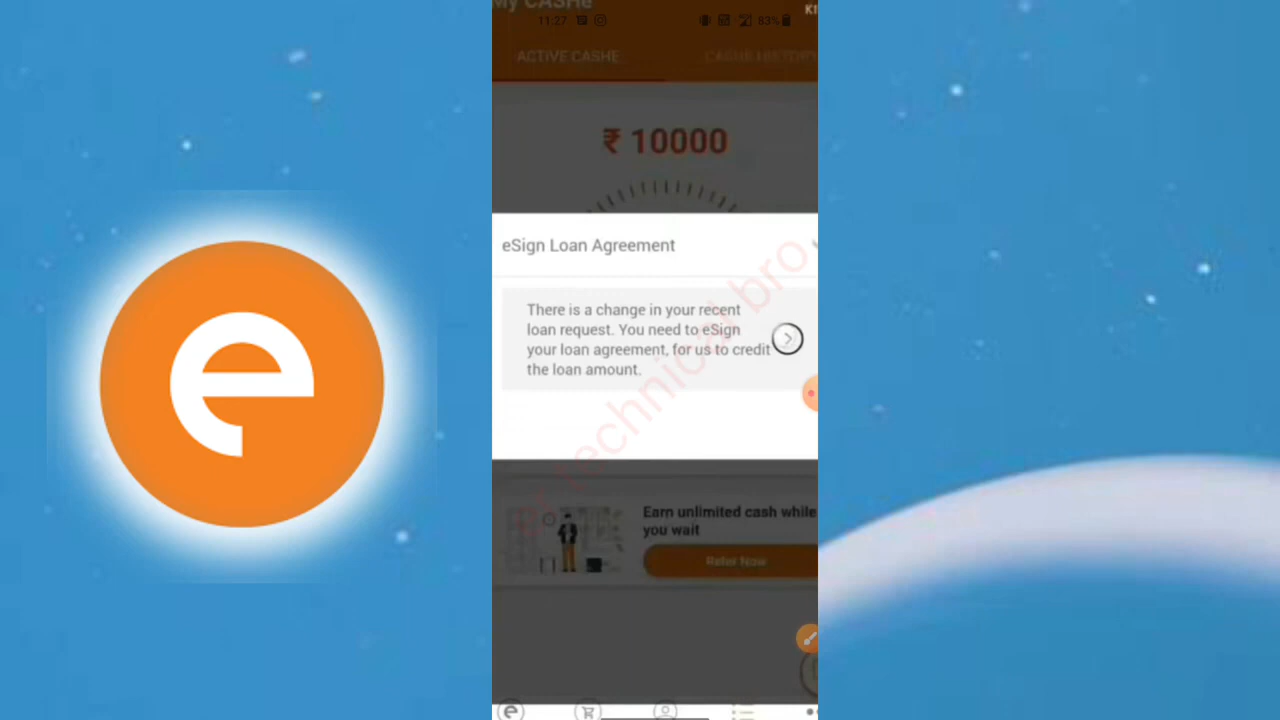 My CASHe
11:27
83%
ACTIVE CASHE
CASHE HISTORY
₹ 10000
eSign Loan Agreement
There is a change in your recent
loan request. You need to eSign
your loan agreement, for us to credit
the loan amount.
technical bro
Earn unlimited cash while
you wait
Refer Now
e